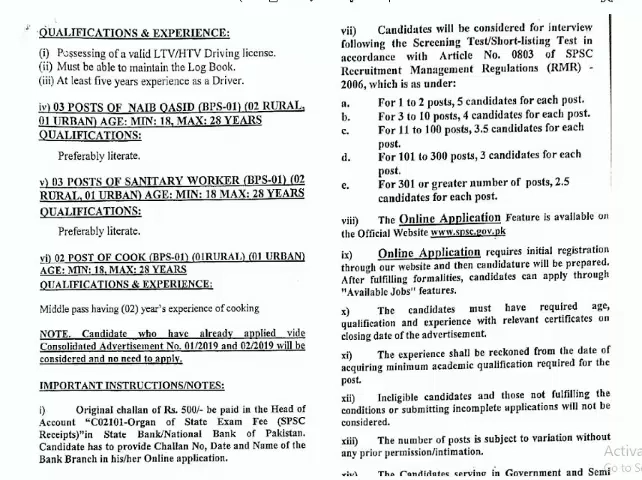 QUALIFICATIONS & EXPERIENCE:
(i) Possessing of a valid LTV/HTV Driving license.
(ii) Must be able to maintain the Log Book.
(iii) At least five years experience as a Driver.
iv) 03 POSTS OF NAIB QASID (BPS-01) (02 RURAL,
01 URBAN) AGE: MIN: 18, MAX: 28 YEARS
QUALIFICATIONS:
Preferably literate.
v) 03 POSTS OF SANITARY WORKER (BPS-01) (02
RURAL, 01 URBAN) AGE: MIN: 18 MAX: 28 YEARS
QUALIFICATIONS:
Preferably literate.
vi) 02 POST OF COOK (BPS-01) (01RURAL) (01 URBAN)
AGE: MIN: 18, MAX: 28 YEARS
QUALIFICATIONS & EXPERIENCE:
Middle pass having (02) year's experience of cooking
NOTE. Candidate who have already applied vide
Consolidated Advertisement No. 01/2019 and 02/2019 will be
considered and no need to apply.
IMPORTANT INSTRUCTIONS/NOTES:
i) Original challan of Rs. 500/- be paid in the Head of
Account "C02101-Organ of State Exam Fee (SPSC
Receipts)"in State Bank/National Bank of Pakistan.
Candidate has to provide Challan No, Date and Name of the
Bank Branch in his/her Online application.
vii) Candidates will be considered for interview
following the Screening Test/Short-listing Test in
accordance with Article No. 0803 of SPSC
Recruitment Management Regulations (RMR) -
2006, which is as under:
a. For 1 to 2 posts, 5 candidates for each post.
b. For 3 to 10 posts, 4 candidates for each post.
c. For 11 to 100 posts, 3.5 candidates for each
post.
d. For 101 to 300 posts, 3 candidates for each
post.
e. For 301 or greater number of posts, 2.5
candidates for each post.
viii) The Online Application Feature is available on
the Official Website www.spsc.gov.pk
ix) Online Application requires initial registration
through our website and then candidature will be prepared.
After fulfilling formalities, candidates can apply through
"Available Jobs" features.
x) The candidates must have required age,
qualification and experience with relevant certificates on
closing date of the advertisement.
xi) The experience shall be reckoned from the date of
acquiring minimum academic qualification required for the
post.
xii) Ineligible candidates and those not fulfilling the
conditions or submitting incomplete applications will not be
considered.
xiii) The number of posts is subject to variation without
any prior permission/intimation.
xiv) The Candidates serving in Government and Semi
Activa
Go to S